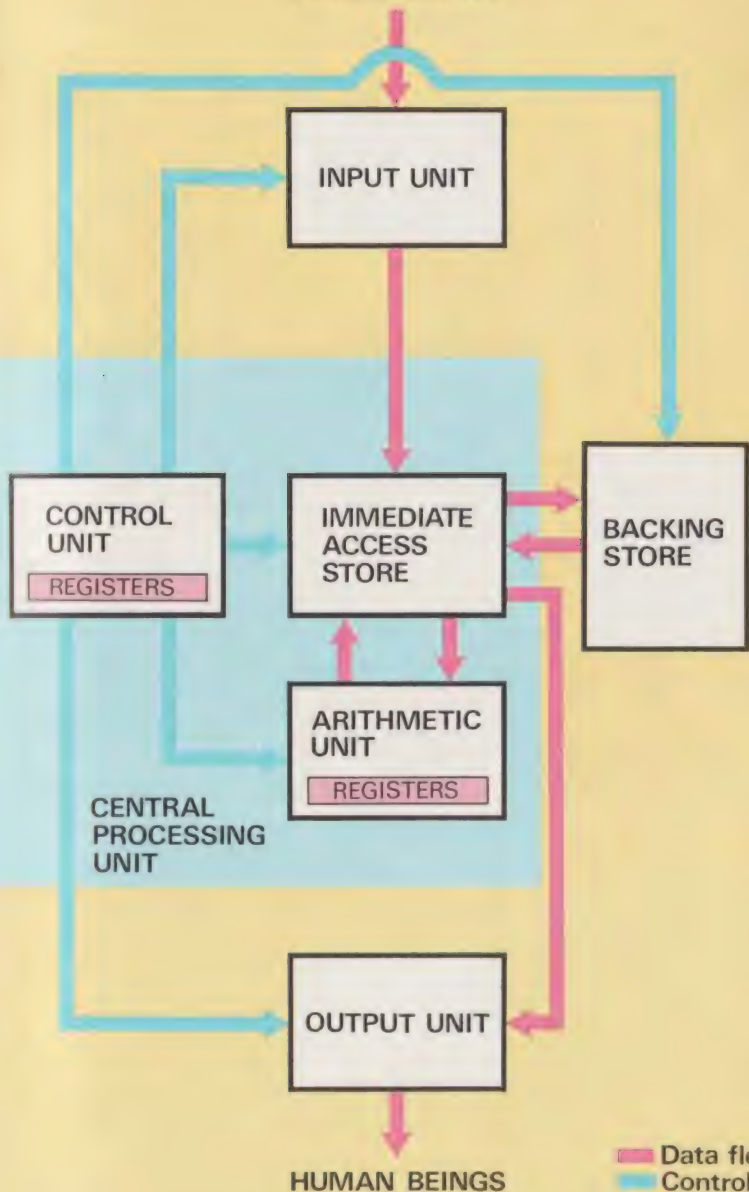 INPUT UNIT
CONTROL
UNIT
REGISTERS
IMMEDIATE
ACCESS
STORE
BACKING
STORE
ARITHMETIC
UNIT
REGISTERS
CENTRAL
PROCESSING
UNIT
OUTPUT UNIT
HUMAN BEINGS
Data
Control